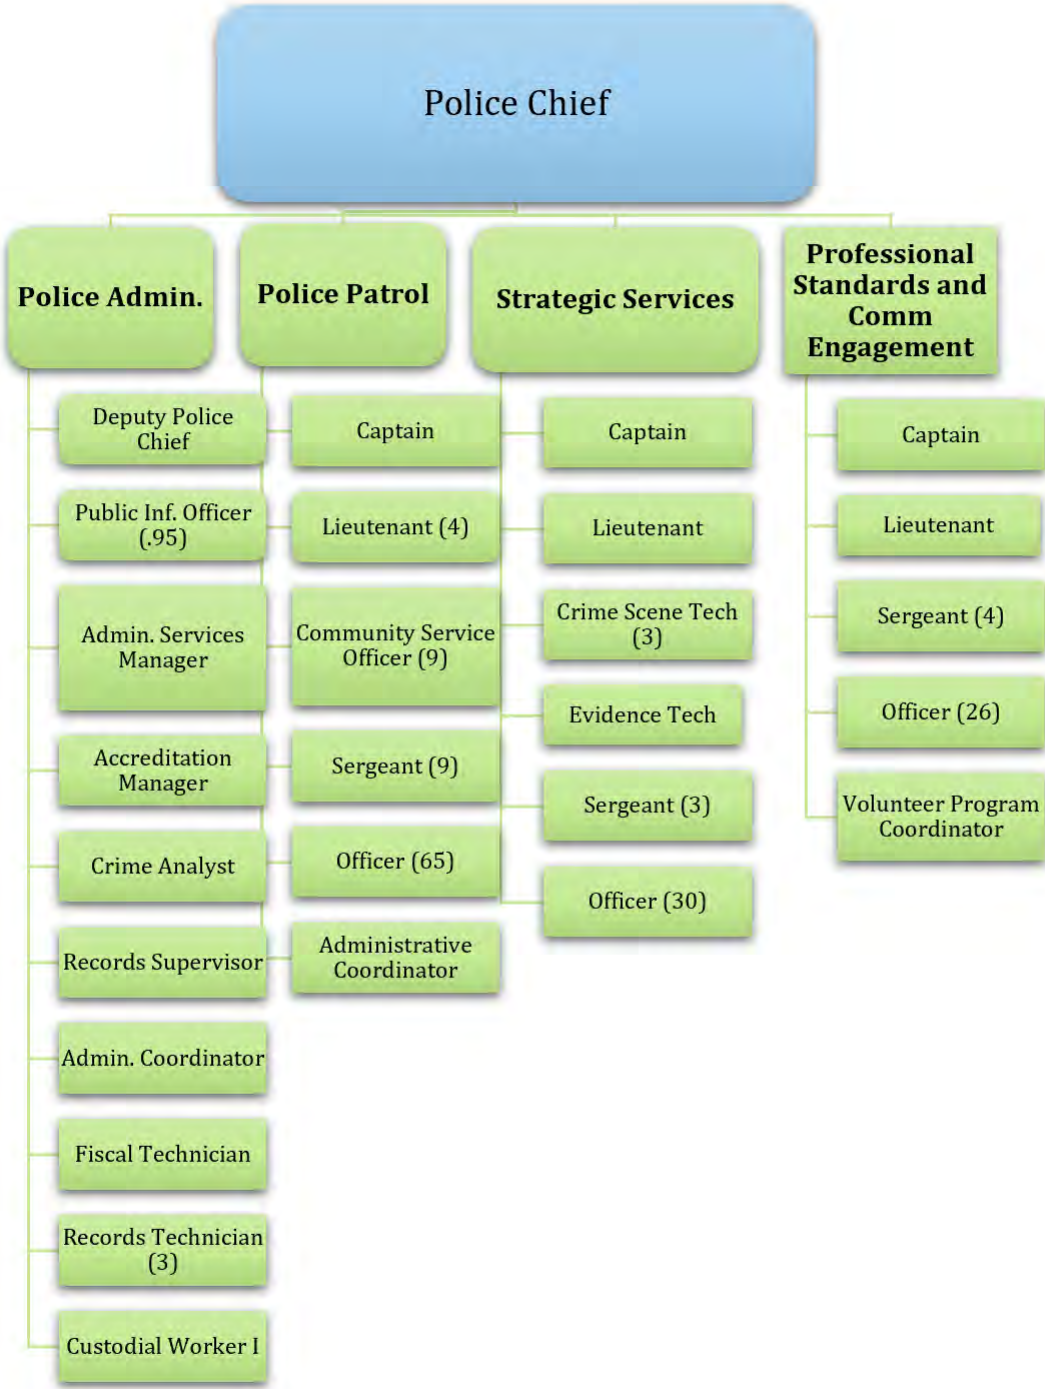 Police Chief
Police Admin.
Deputy Police
Chief
Public Inf. Officer
(.95)
Admin. Services
Manager
Accreditation
Manager
Crime Analyst
Records Supervisor
Admin. Coordinator
Fiscal Technician
Records Technician
(3)
Custodial Worker I
Police Patrol
Captain
Lieutenant (4)
Community Service
Officer (9)
Sergeant (9)
Officer (65)
Administrative
Coordinator
Strategic Services
Captain
Lieutenant
Crime Scene Tech
(3)
Evidence Tech
Sergeant (3)
Officer (30)
Professional
Standards and
Comm
Engagement
Captain
Lieutenant
Sergeant (4)
Officer (26)
Volunteer Program
Coordinator